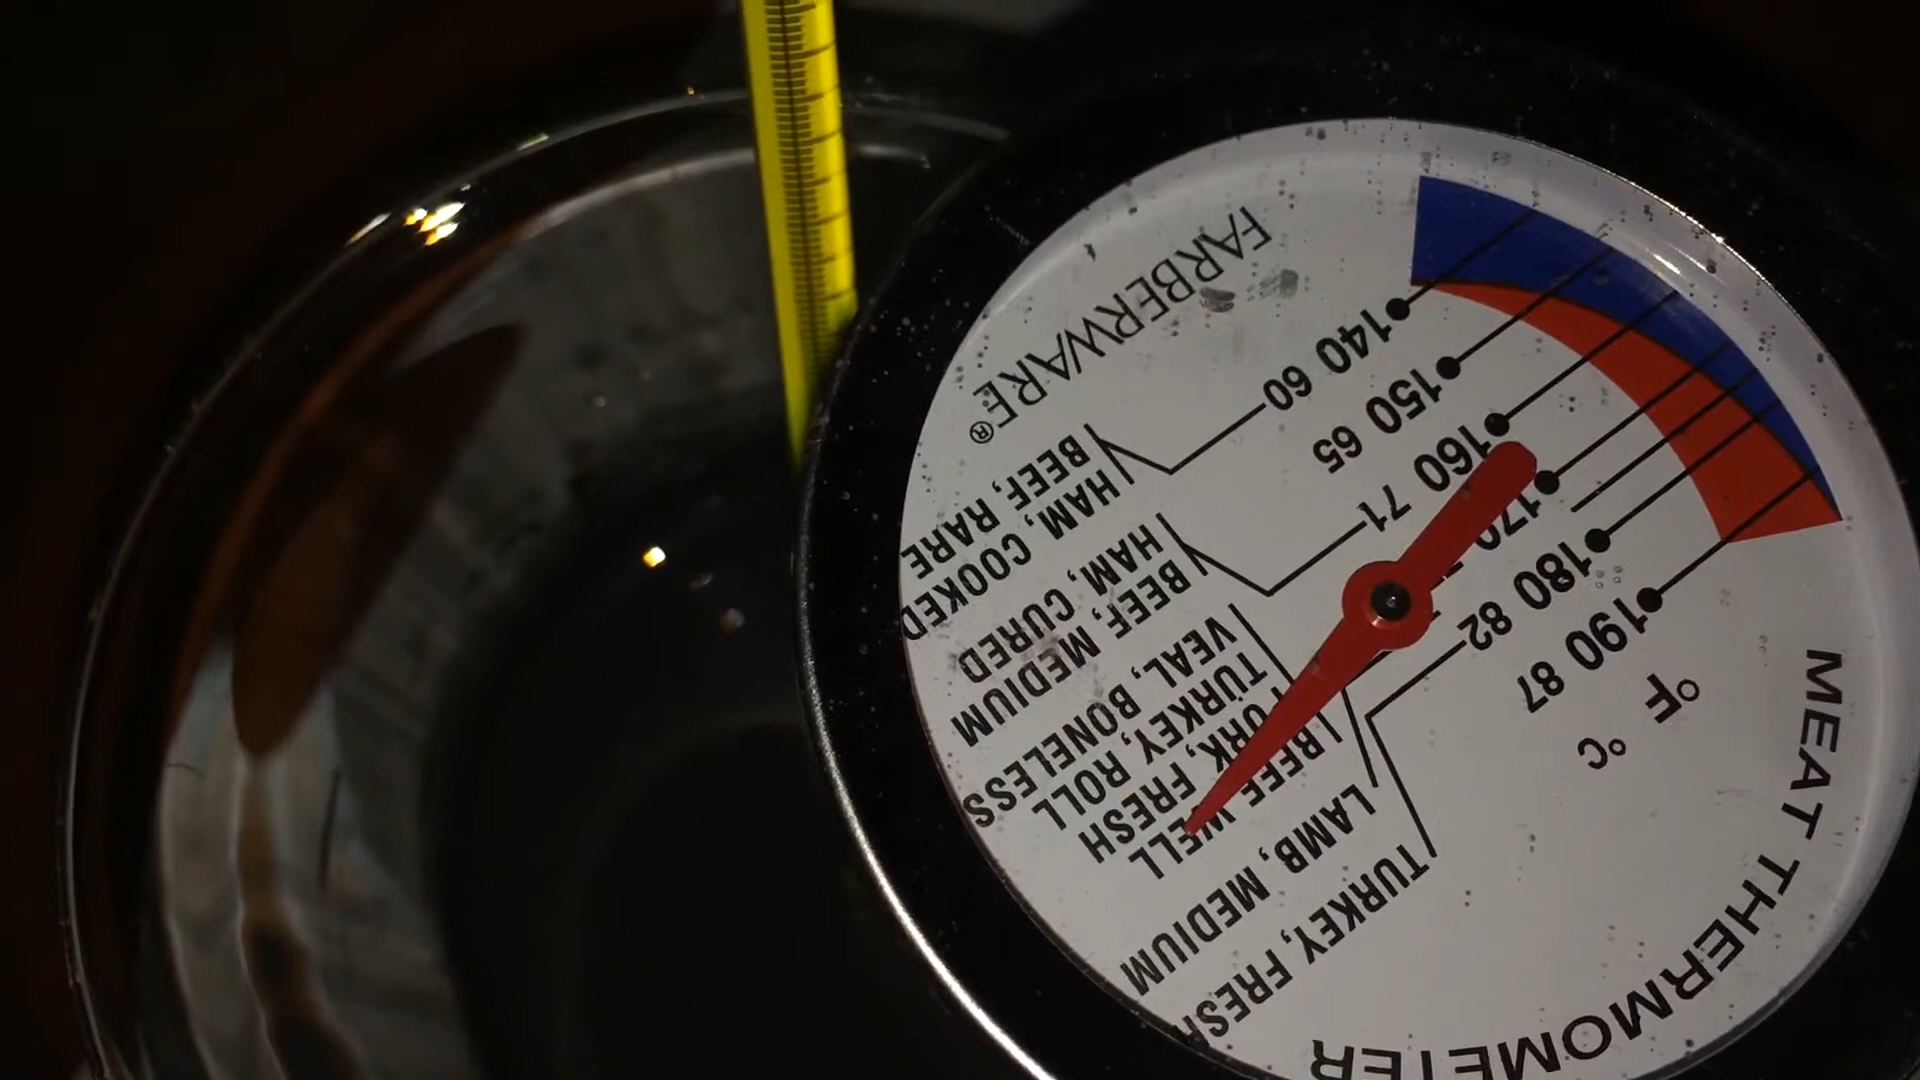 FARBERWARE®
140 60
150 65
160 71
170
180 82
190 87
°F
°C
BEEF, RARE
HAM, COOKED
HAM, CURED
BEEF, MEDIUM
VEAL, BONELESS
TURKEY, ROLL
PORK, FRESH
BEEF, WELL
LAMB, MEDIUM
TURKEY, FRESH
MEAT THERMOMETER